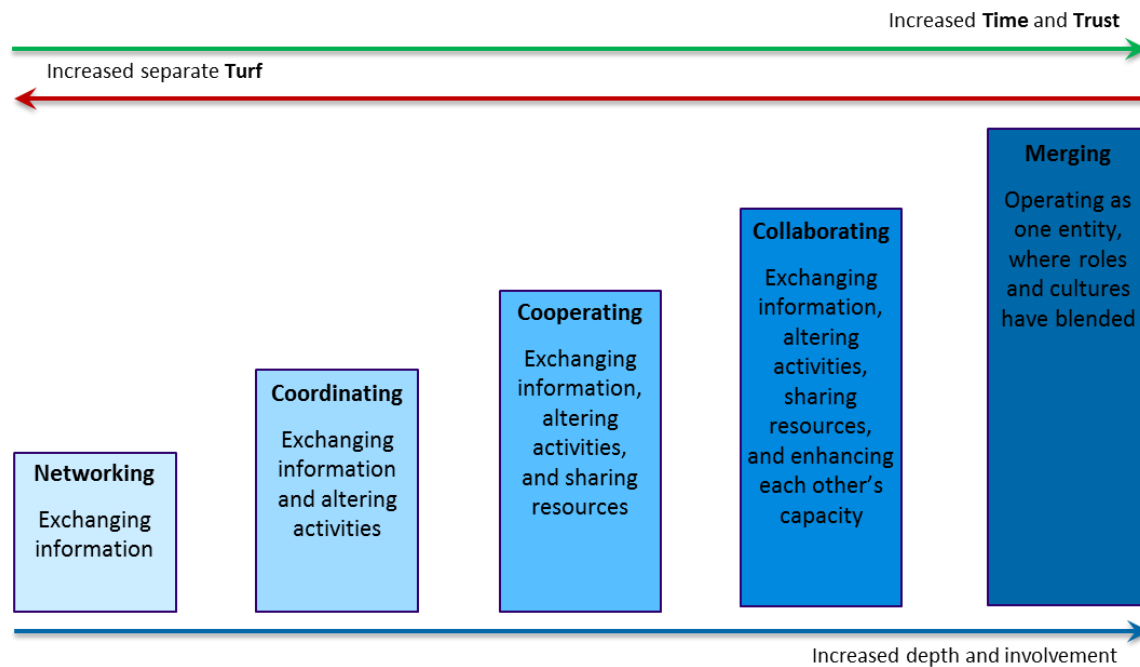 Increased Time and Trust
Increased separate Turf
Networking
Exchanging
information
Coordinating
Exchanging
information
and altering
activities
Cooperating
Exchanging
information,
altering
activities,
and sharing
resources
Collaborating
Exchanging
information,
altering
activities,
sharing
resources,
and enhancing
each other’s
capacity
Merging
Operating as
one entity,
where roles
and cultures
have blended
Increased depth and involvement